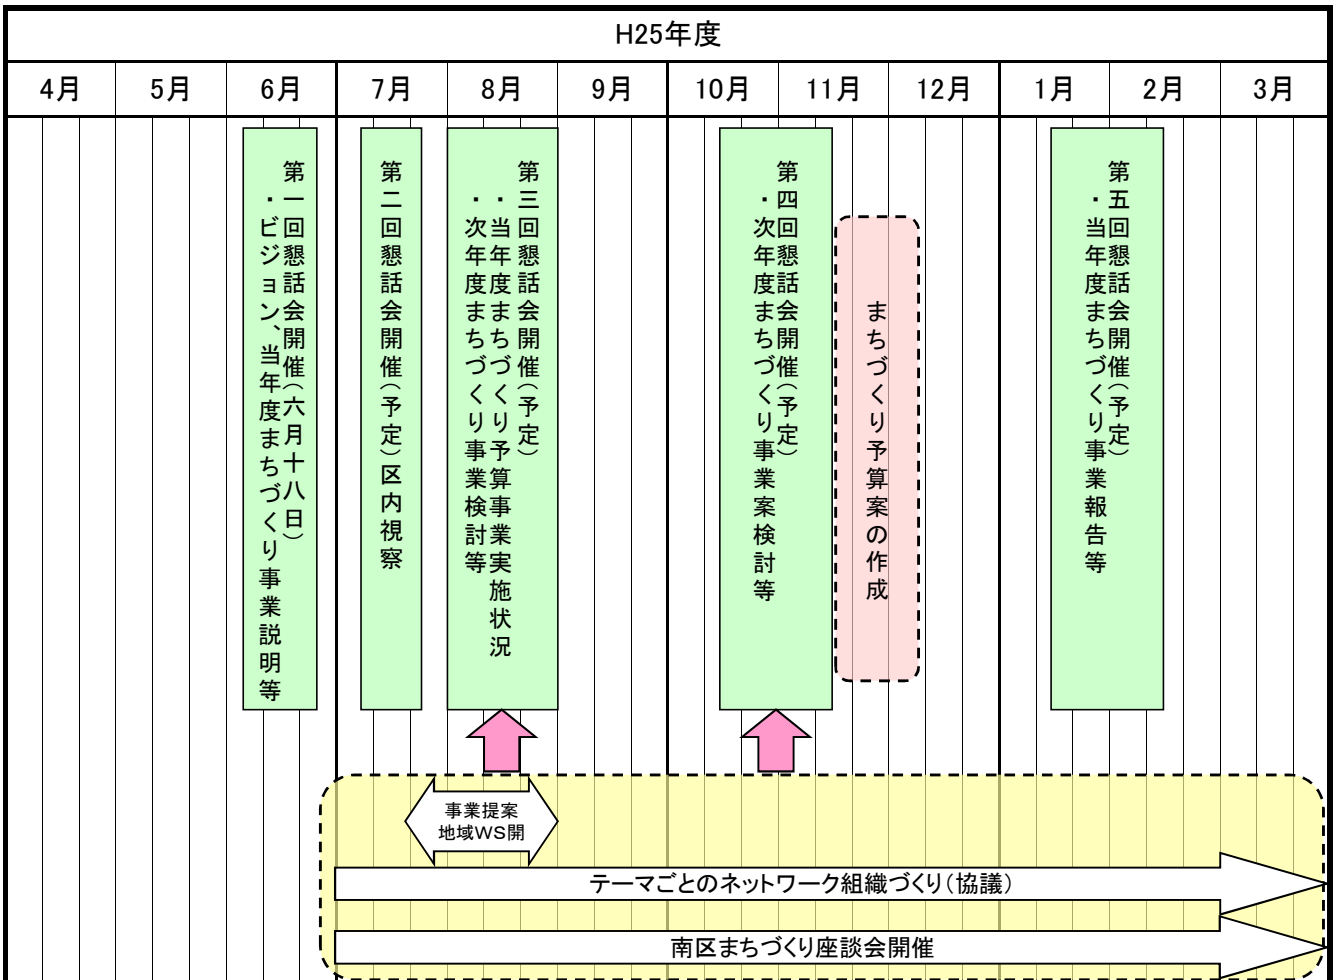 H25年度
4月
5月
6月
7月
8月
9月
10月
11月
12月
1月
2月
3月
第一回懇話会開催（六月十八日）
・ビジョン、当年度まちづくり事業説明等
第二回懇話会開催（予定）区内視察
第三回懇話会開催（予定）
・当年度まちづくり予算事業実施状況
・次年度まちづくり事業検討等
第四回懇話会開催（予定）
・次年度まちづくり事業案検討等
まちづくり予算案の作成
第五回懇話会開催（予定）
・当年度まちづくり事業報告等
事業提案
地域WS開
テーマごとのネットワーク組織づくり（協議）
南区まちづくり座談会開催